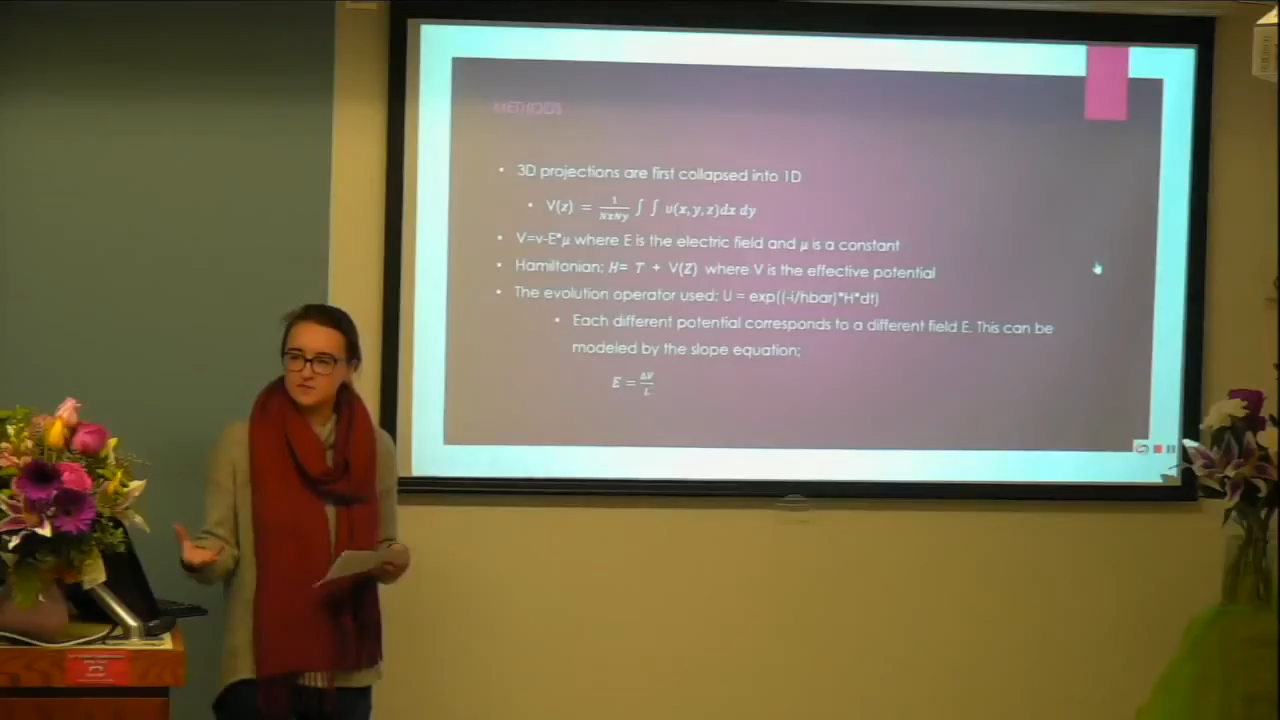 METHODS
• 3D projections are first collapsed into 1D
• V(z) = 1/NxNy ∫ ∫ v(x, y, z)dx dy
• V=v-E*μ where E is the electric field and μ is a constant
• Hamiltonian: H= T + V(Z) where V is the effective potential
• The evolution operator used: U = exp((-i/hbar)*H*dt)
• Each different potential corresponds to a different field E. This can be
modeled by the slope equation;
E = ΔV/L